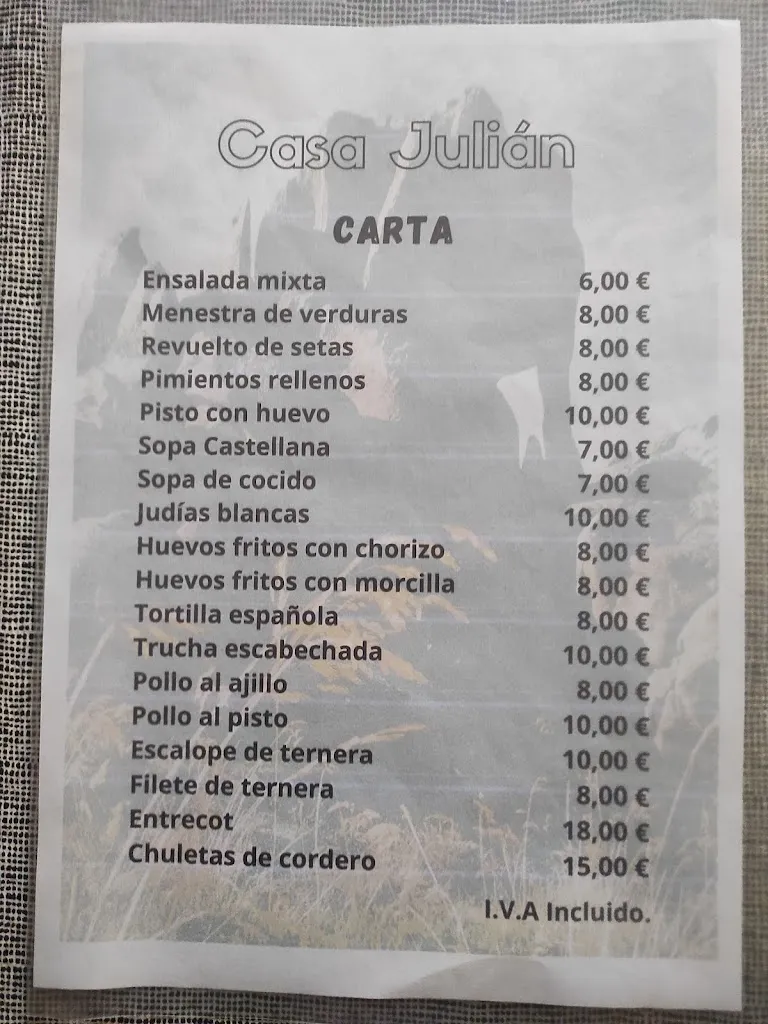 Casa Julián
CARTA
Ensalada mixta 6,00 €
Menestra de verduras 8,00 €
Revuelto de setas 8,00 €
Pimientos rellenos 8,00 €
Pisto con huevo 10,00 €
Sopa Castellana 7,00 €
Sopa de cocido 7,00 €
Judías blancas 10,00 €
Huevos fritos con chorizo 8,00 €
Huevos fritos con morcilla 8,00 €
Tortilla española 8,00 €
Trucha escabechada 10,00 €
Pollo al ajillo 8,00 €
Pollo al pisto 10,00 €
Escalope de ternera 10,00 €
Filete de ternera 8,00 €
Entrecot 18,00 €
Chuletas de cordero 15,00 €
I.V.A Incluido.